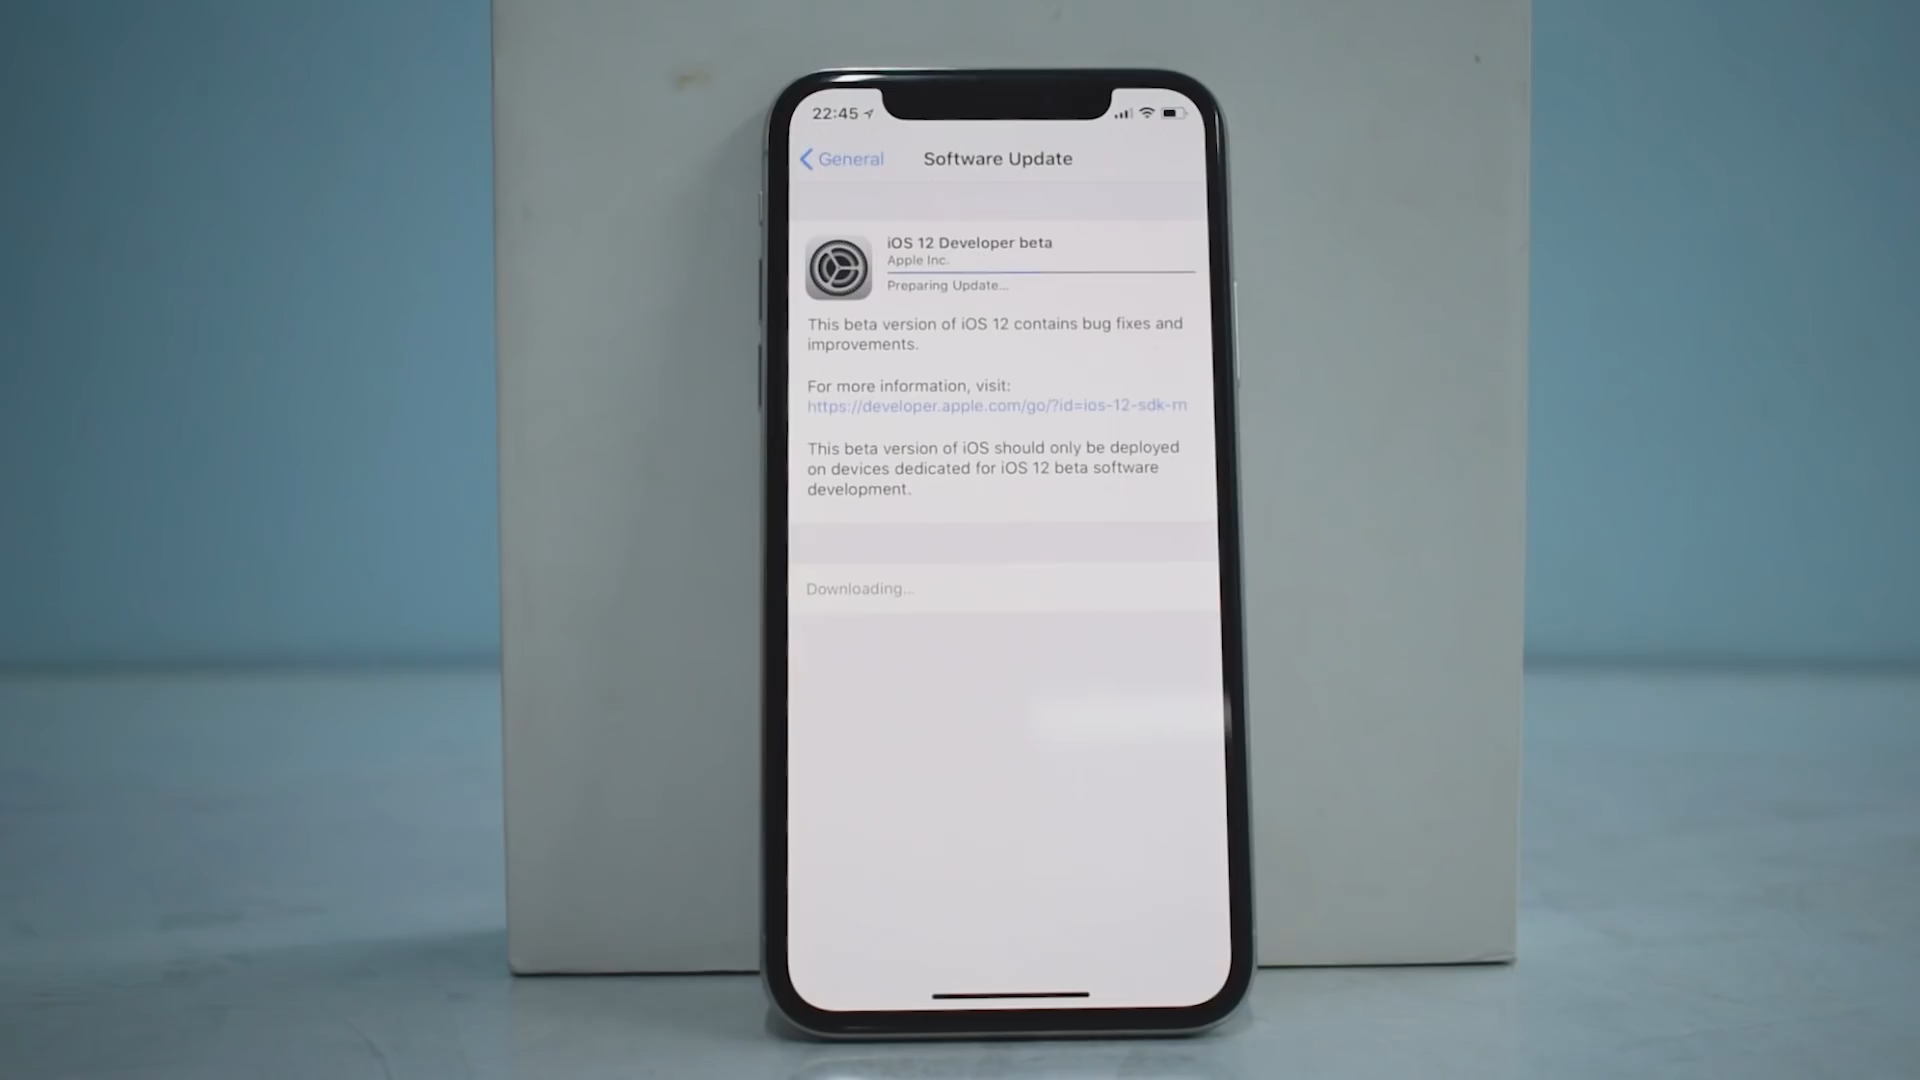 22:45
General
Software Update
iOS 12 Developer beta
Apple Inc.
Preparing Update...
This beta version of iOS 12 contains bug fixes and
improvements.
For more information, visit:
https://developer.apple.com/go/?id=ios-12-sdk-m
This beta version of iOS should only be deployed
on devices dedicated for iOS 12 beta software
development.
Downloading...